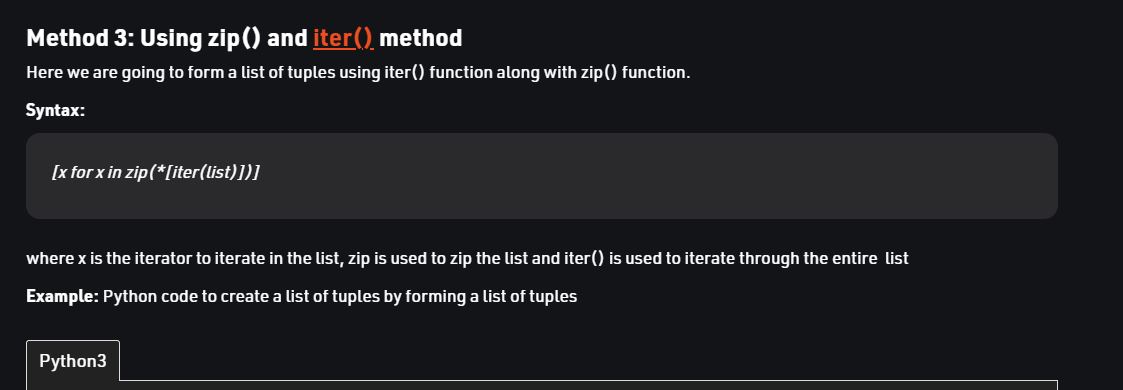 Method 3: Using zip() and iter() method
Here we are going to form a list of tuples using iter() function along with zip() function.
Syntax:
[x for x in zip(*[iter(list)])]
where x is the iterator to iterate in the list, zip is used to zip the list and iter() is used to iterate through the entire  list
Example: Python code to create a list of tuples by forming a list of tuples
Python3